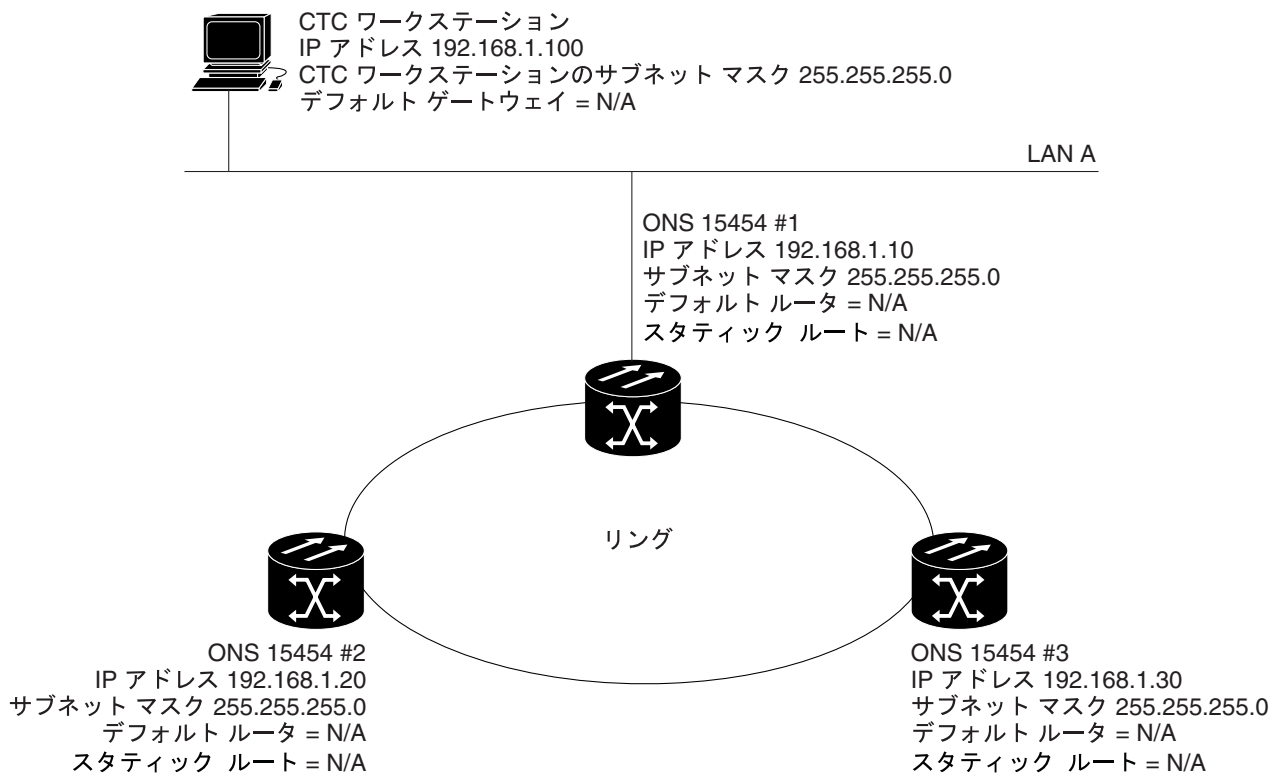 CTC ワークステーション
IP アドレス 192.168.1.100
CTC ワークステーションのサブネット マスク 255.255.255.0
デフォルト ゲートウェイ = N/A
LAN A
ONS 15454 #1
IP アドレス 192.168.1.10
サブネット マスク 255.255.255.0
デフォルト ルータ = N/A
スタティック ルート = N/A
リング
ONS 15454 #2
IP アドレス 192.168.1.20
サブネット マスク 255.255.255.0
デフォルト ルータ = N/A
スタティック ルート = N/A
ONS 15454 #3
IP アドレス 192.168.1.30
サブネット マスク 255.255.255.0
デフォルト ルータ = N/A
スタティック ルート = N/A